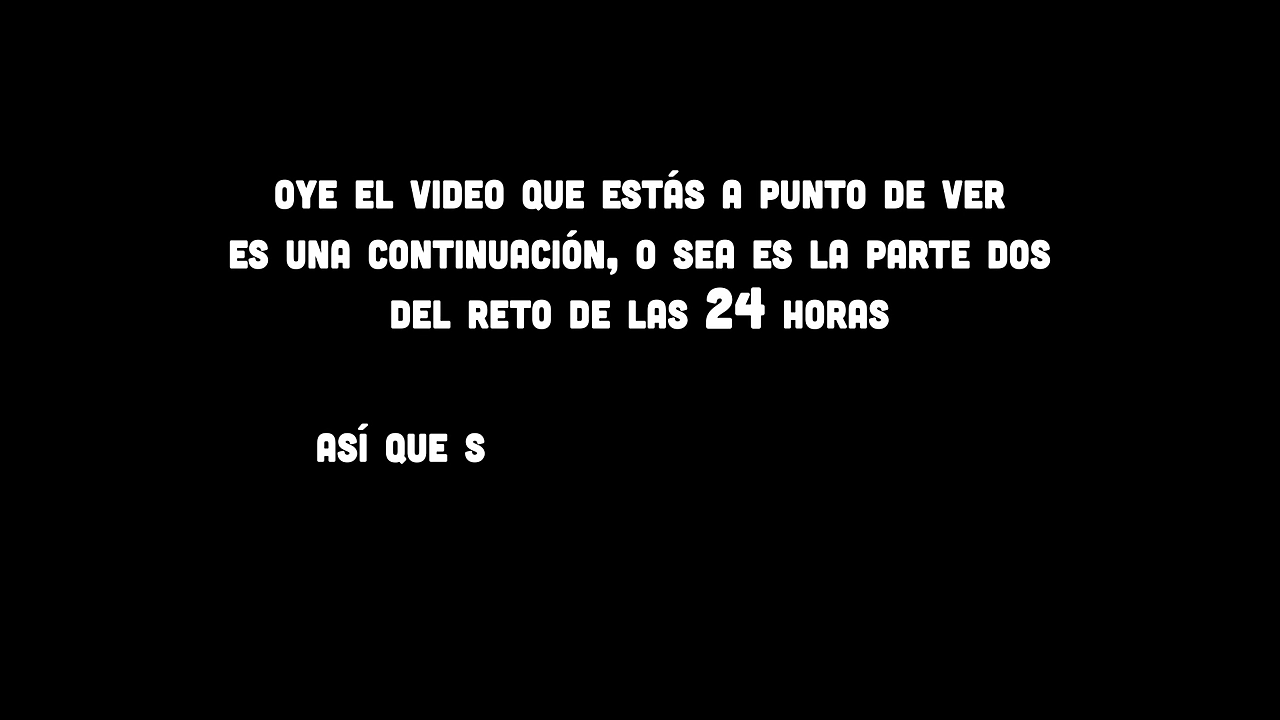 OYE EL VIDEO QUE ESTÁS A PUNTO DE VER
ES UNA CONTINUACIÓN, O SEA ES LA PARTE DOS
DEL RETO DE LAS 24 HORAS
ASÍ QUE S